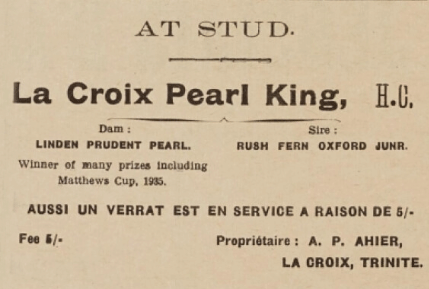 AT STUD.
La Croix Pearl King, H.C.
Dam : Sire :
LINDEN PRUDENT PEARL. RUSH FERN OXFORD JUNR.
Winner of many prizes including
Matthews Cup, 1935.
AUSSI UN VERRAT EST EN SERVICE A RAISON DE 5/-
Fee 5/- Propriétaire : A. P. AHIER,
LA CROIX, TRINITE.